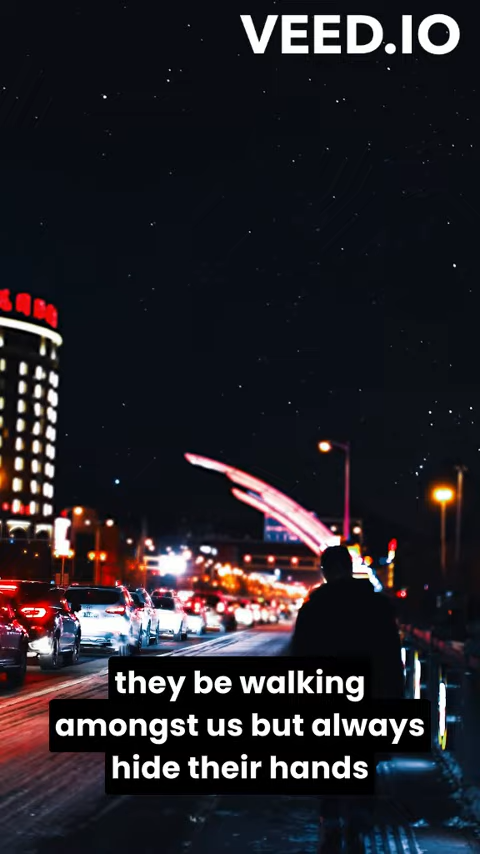 VEED.IO
they be walking
amongst us but always
hide their hands